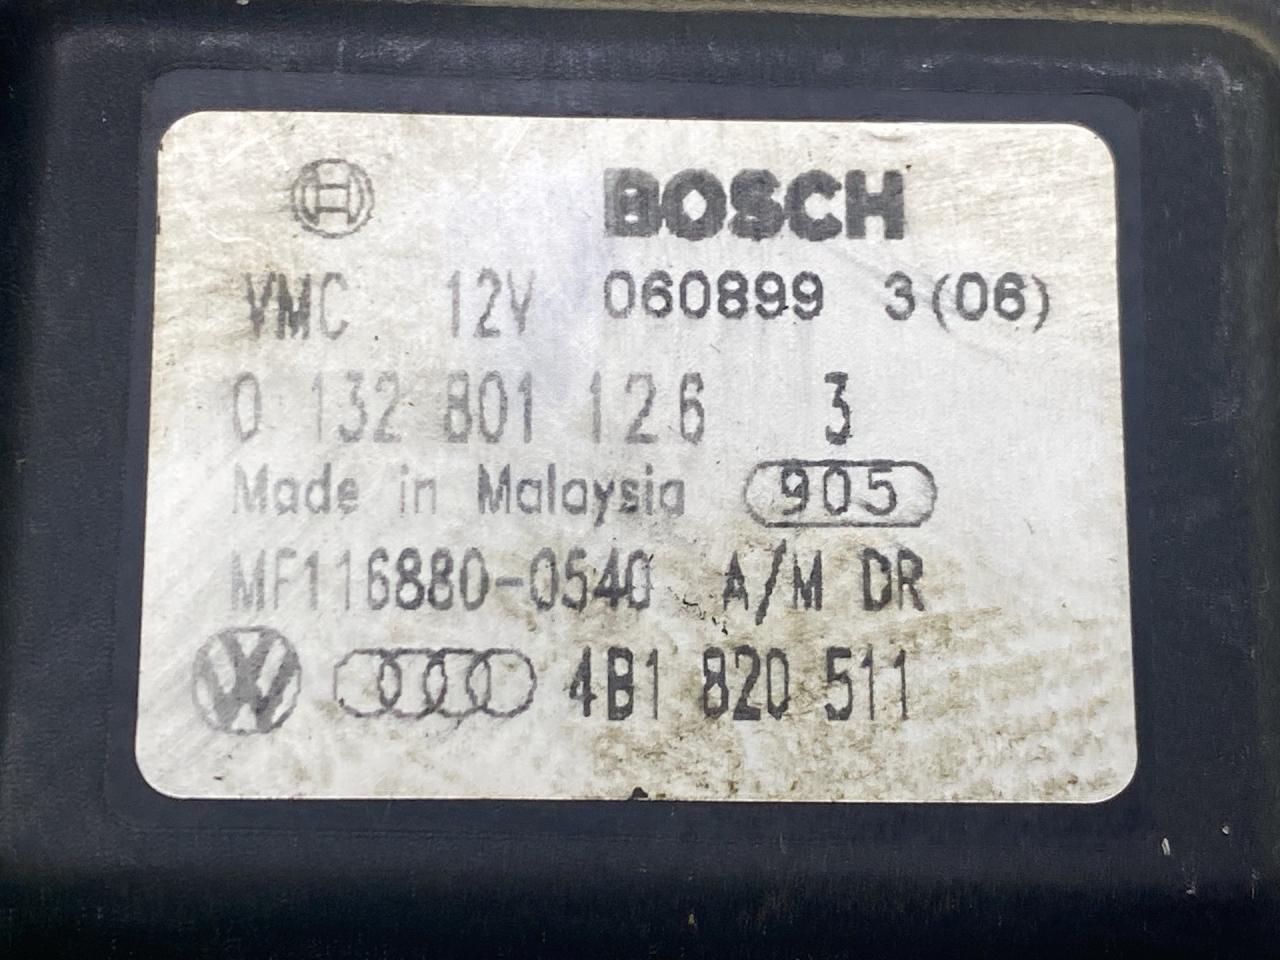 BOSCH
VMC 12V 060899 3(06)
0 132 801 126 3
Made in Malaysia 905
MF116880-0540 A/M DR
4B1 820 511